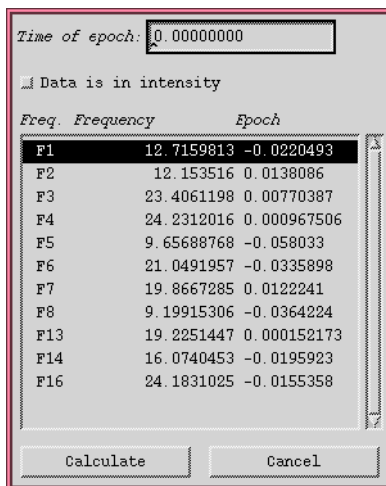 Time of epoch: 0.00000000
Data is in intensity
Freq. Frequency Epoch
F1 12.7159813 -0.0220493
F2 12.153516 0.0138086
F3 23.4061198 0.00770387
F4 24.2312016 0.000967506
F5 9.65688768 -0.058033
F6 21.0491957 -0.0335898
F7 19.8667285 0.0122241
F8 9.19915306 -0.0364224
F13 19.2251447 0.000152173
F14 16.0740453 -0.0195923
F16 24.1831025 -0.0155358
Calculate Cancel